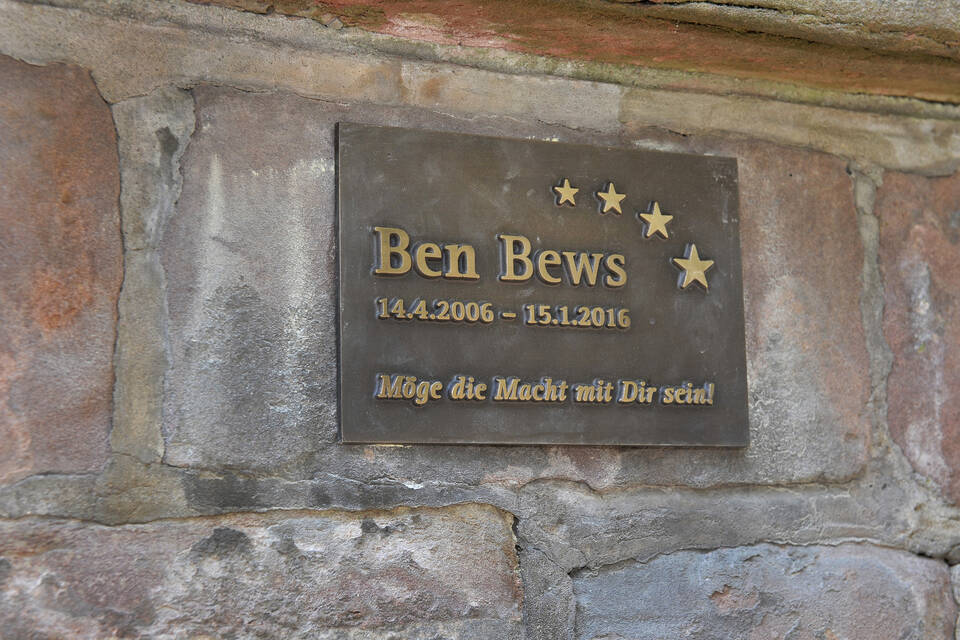 Ben Bews
14.4.2006 – 15.1.2016
Möge die Macht mit Dir sein!